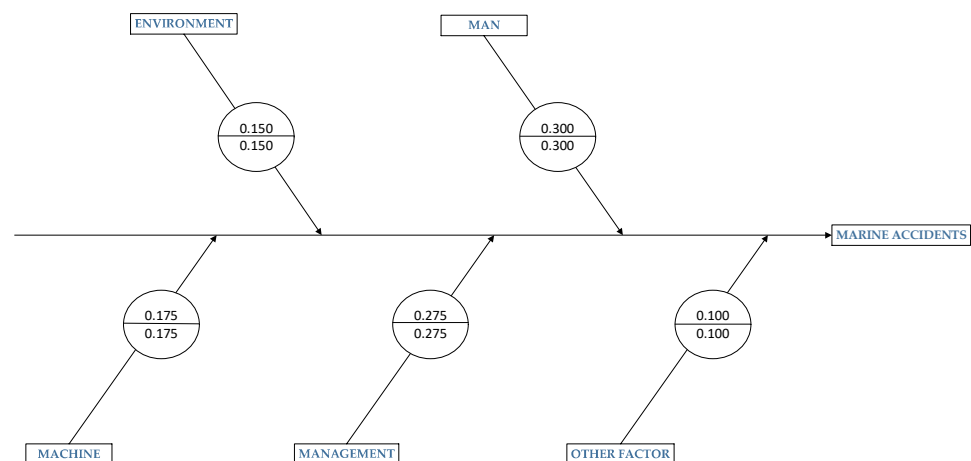 ENVIRONMENT
MAN
0.150
0.150
0.300
0.300
MARINE ACCIDENTS
0.175
0.175
0.275
0.275
0.100
0.100
MACHINE
MANAGEMENT
OTHER FACTOR